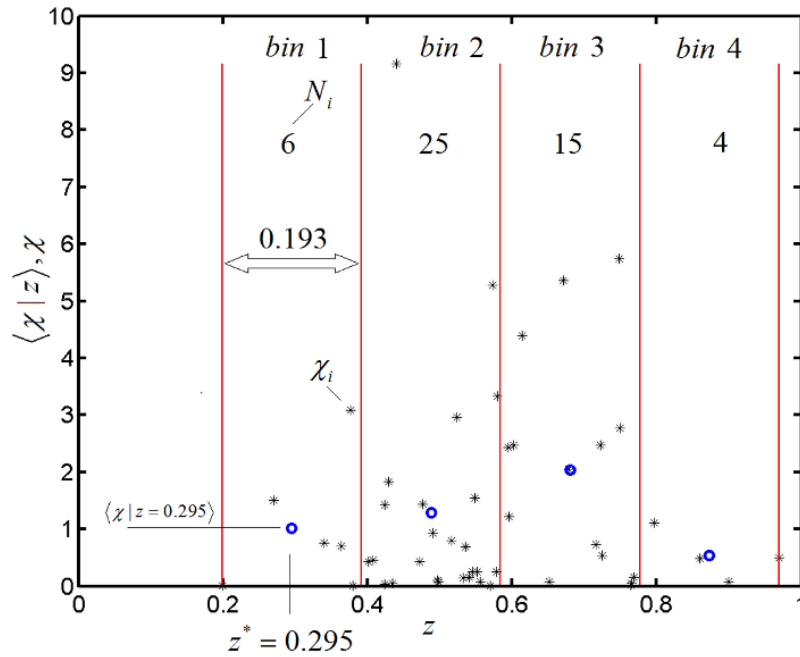 10
9
8
7
6
5
4
3
2
1
0
⟨χ | z⟩, χ
bin 1
bin 2
bin 3
bin 4
N_i
6
25
15
4
0.193
χ_i
⟨χ | z = 0.295⟩
0
0.2
0.4
0.6
0.8
1
z
z* = 0.295